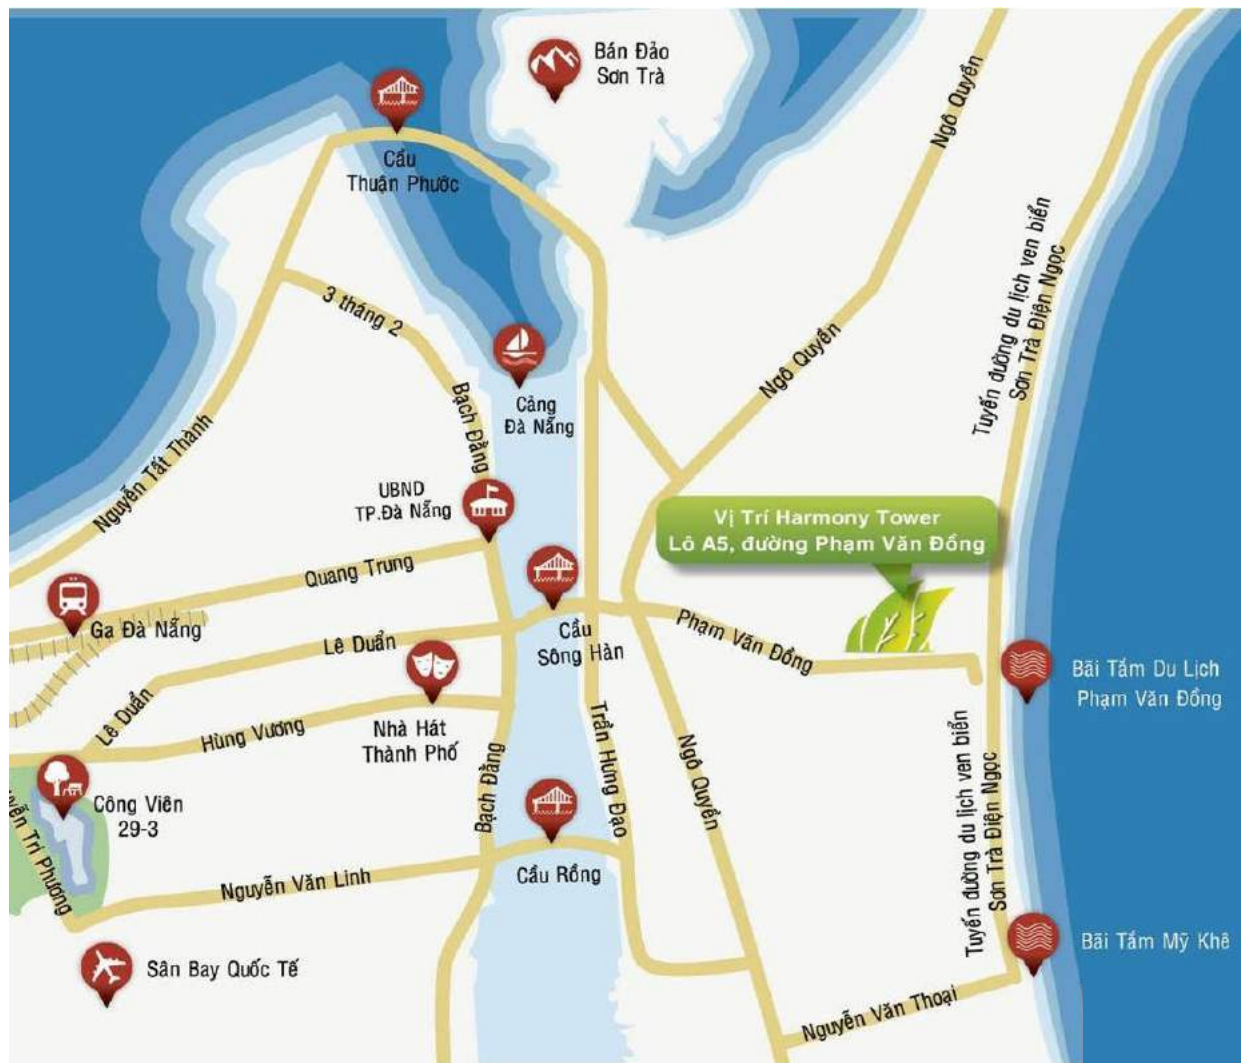 Bán Đảo
Sơn Trà
Ngô Quyền
Cầu
Thuận Phước
Tuyến đường du lịch ven biển
Sơn Trà Điện Ngọc
3 tháng 2
Ngô Quyền
Cảng
Đà Nẵng
Bạch Đằng
Nguyễn Tất Thành
UBND
TP.Đà Nẵng
Vị Trí Harmony Tower
Lô A5, đường Phạm Văn Đồng
Quang Trung
Ga Đà Nẵng
Lê Duẩn
Cầu
Sông Hàn
Phạm Văn Đồng
Bãi Tắm Du Lịch
Phạm Văn Đồng
Lê Duẩn
Hùng Vương
Nhà Hát
Thành Phố
Bạch Đằng
Trần Hưng Đạo
Ngô Quyền
Tuyến đường du lịch ven biển
Sơn Trà Điện Ngọc
Công Viên
29-3
Tri Phương
Nguyễn Văn Linh
Cầu Rồng
Bãi Tắm Mỹ Khê
Sân Bay Quốc Tế
Nguyễn Văn Thoại